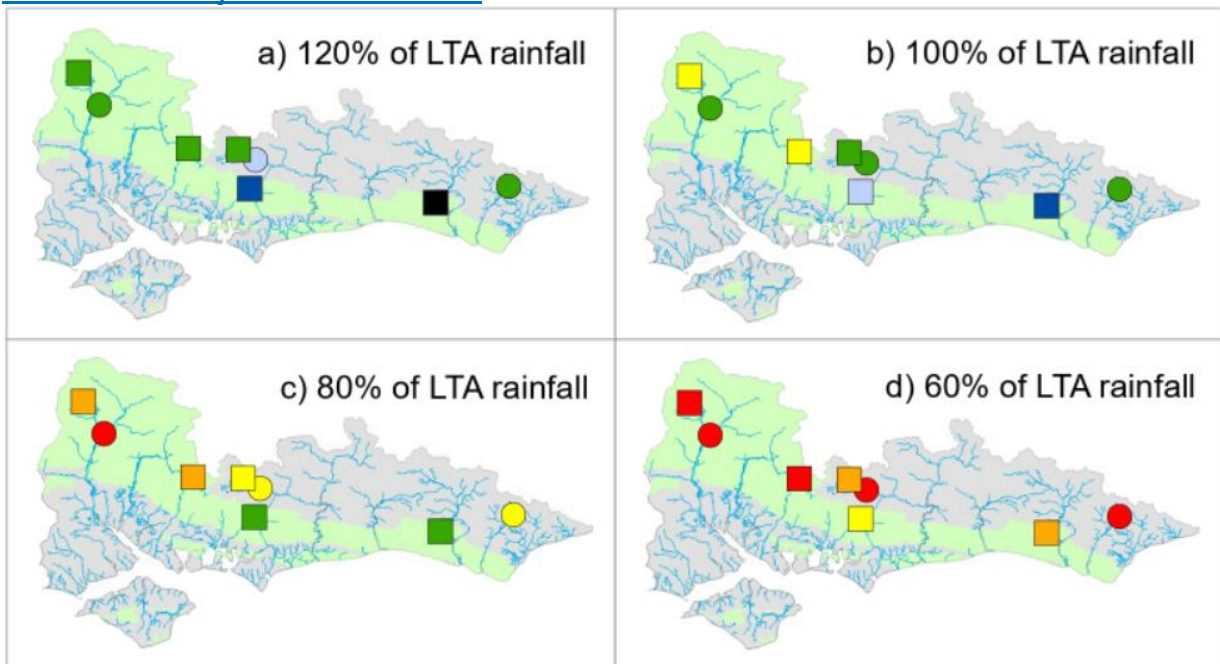 a) 120% of LTA rainfall
b) 100% of LTA rainfall
c) 80% of LTA rainfall
d) 60% of LTA rainfall